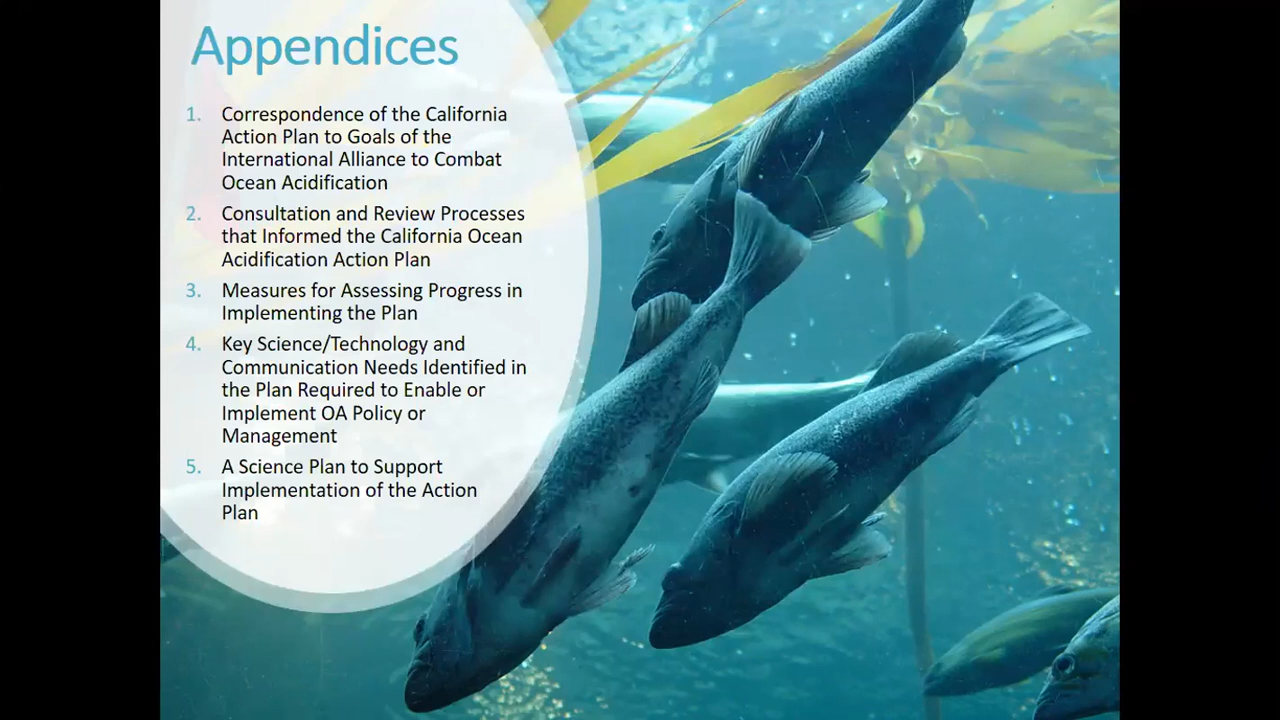 Appendices
1. Correspondence of the California
Action Plan to Goals of the
International Alliance to Combat
Ocean Acidification
2. Consultation and Review Processes
that Informed the California Ocean
Acidification Action Plan
3. Measures for Assessing Progress in
Implementing the Plan
4. Key Science/Technology and
Communication Needs Identified in
the Plan Required to Enable or
Implement OA Policy or
Management
5. A Science Plan to Support
Implementation of the Action
Plan